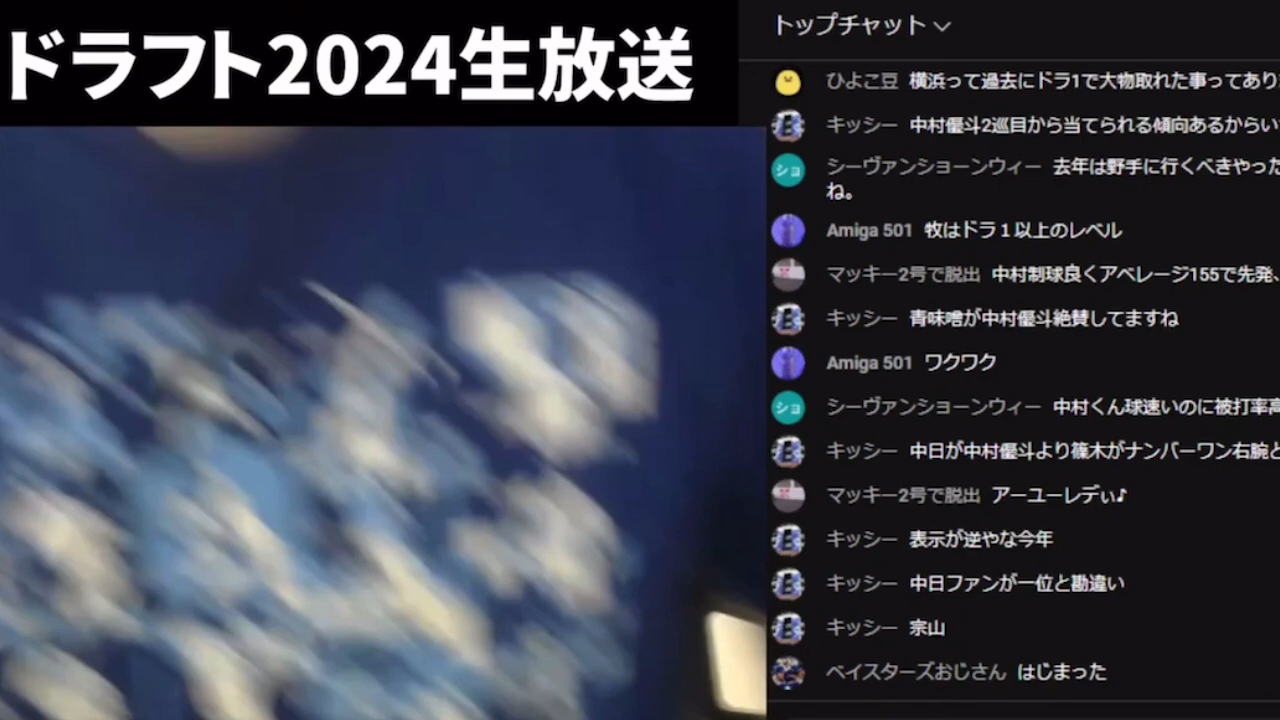 ドラフト2024生放送
トップチャット
ひよこ豆 横浜って過去にドラ1で大物取れた事ってあり
キッシー 中村優斗2巡目から当てられる傾向あるからい
シーヴァンショーンウィー 去年は野手に行くべきやった
ね。
Amiga 501 牧はドラ１以上のレベル
マッキー2号で脱出 中村制球良くアベレージ155で先発、
キッシー 青味噌が中村優斗絶賛してますね
Amiga 501 ワクワク
ショ シーヴァンショーンウィー 中村くん球速いのに被打率高
キッシー 中日が中村優斗より篠木がナンバーワン右腕と
マッキー2号で脱出 アーユーレデぃ♪
キッシー 表示が逆やな今年
キッシー 中日ファンが一位と勘違い
キッシー 宗山
ベイスターズおじさん はじまった